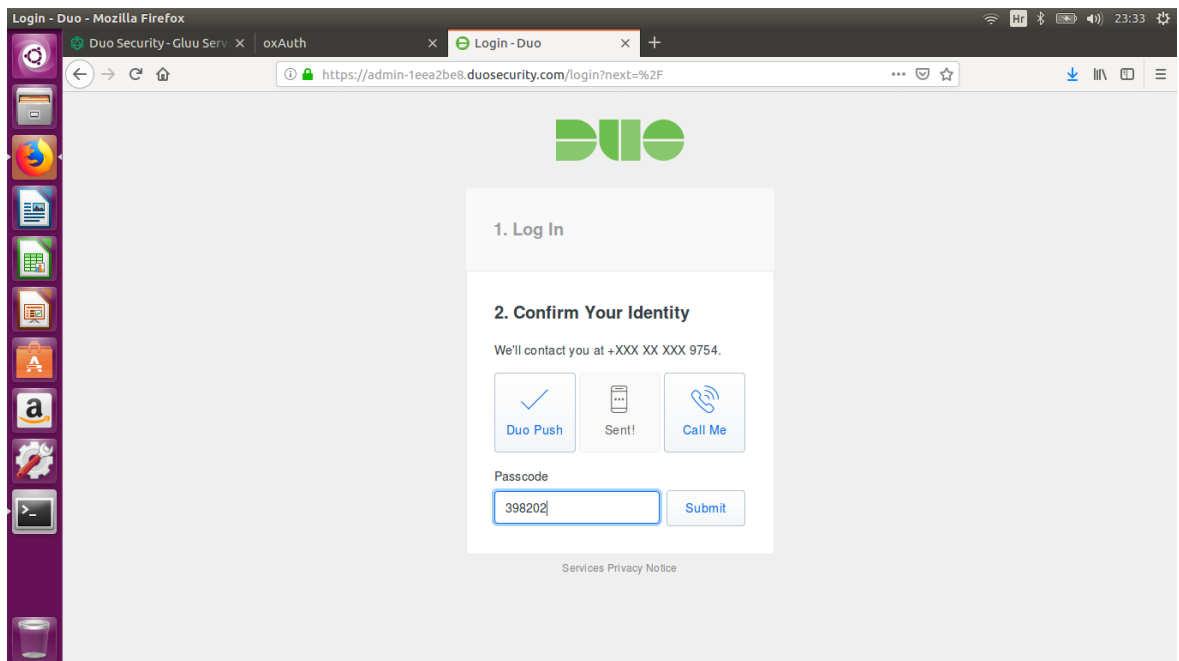 Login - Duo - Mozilla Firefox
Hr
23:33
Duo Security - Gluu Serv
oxAuth
Login - Duo
https://admin-1eea2be8.duosecurity.com/login?next=%2F
DUO
1. Log In
2. Confirm Your Identity
We'll contact you at +XXX XX XXX 9754.
Duo Push
Sent!
Call Me
Passcode
398202
Submit
Services Privacy Notice